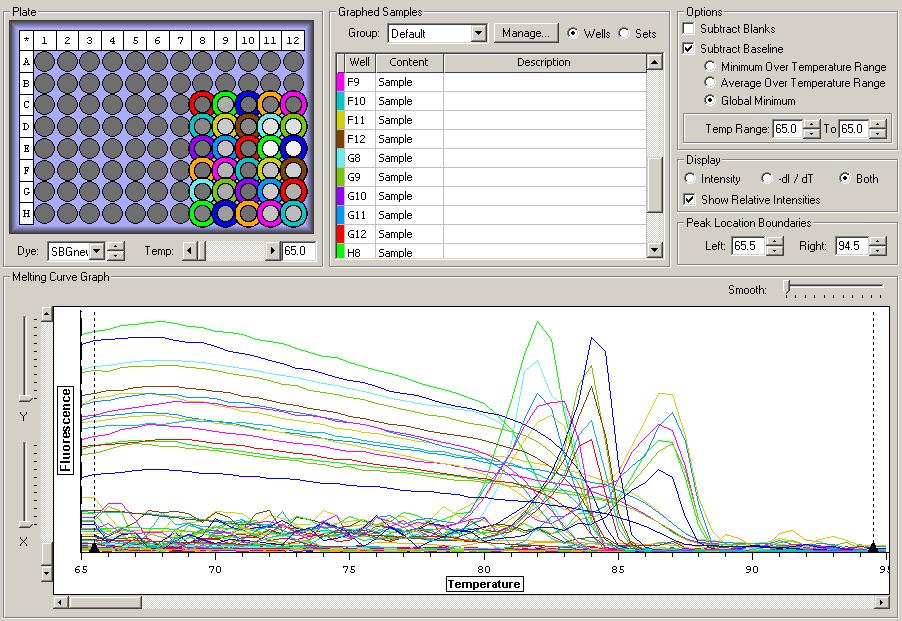 Plate
* 1 2 3 4 5 6 7 8 9 10 11 12
A
B
C
D
E
F
G
H
Dye: SBGnew Temp: 65.0
Graphed Samples
Group: Default Manage... Wells Sets
Well Content Description
F9 Sample
F10 Sample
F11 Sample
F12 Sample
G8 Sample
G9 Sample
G10 Sample
G11 Sample
G12 Sample
H8 Sample
Options
Subtract Blanks
Subtract Baseline
Minimum Over Temperature Range
Average Over Temperature Range
Global Minimum
Temp Range: 65.0 To 65.0
Display
Intensity -dI / dT Both
Show Relative Intensities
Peak Location Boundaries
Left: 65.5 Right: 94.5
Melting Curve Graph
Smooth:
Y
X
Fluorescence
65 70 75 80 85 90 95
Temperature